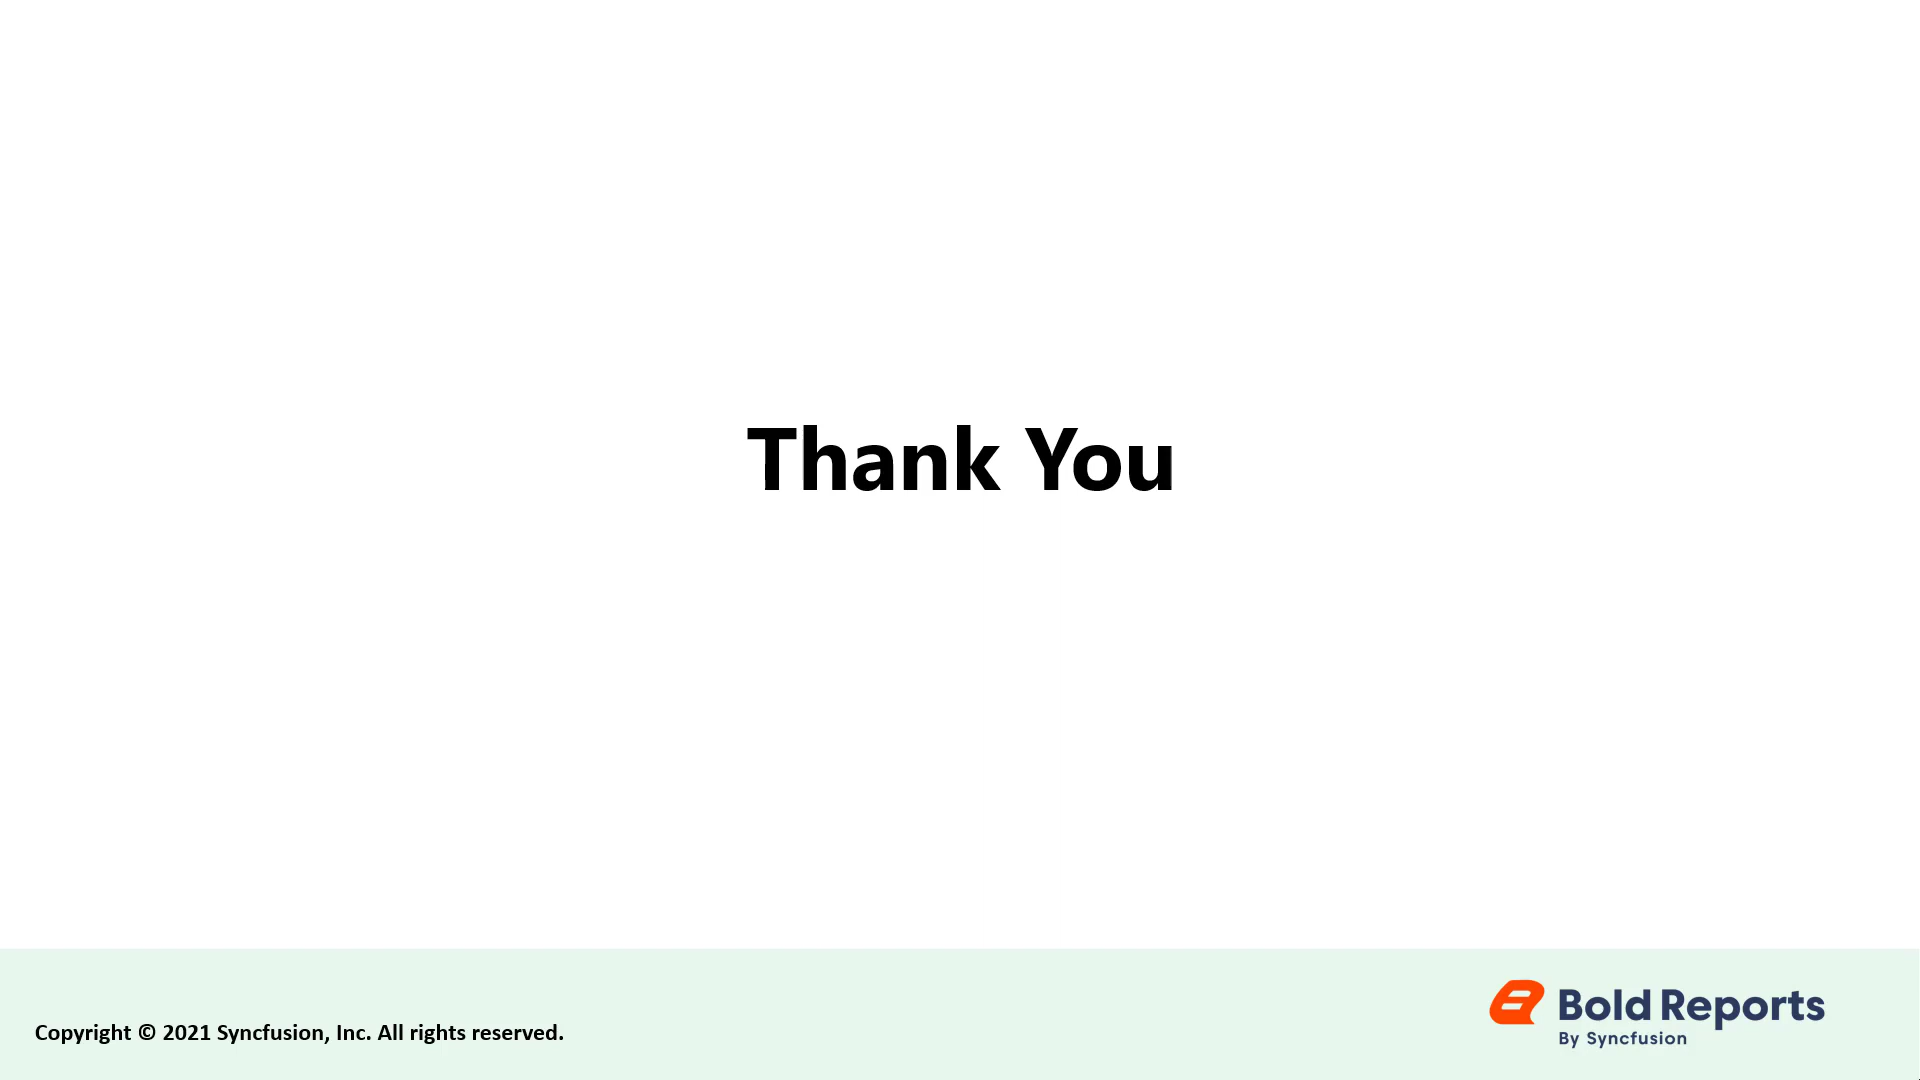 Thank You
Copyright © 2021 Syncfusion, Inc. All rights reserved.
Bold Reports
By Syncfusion